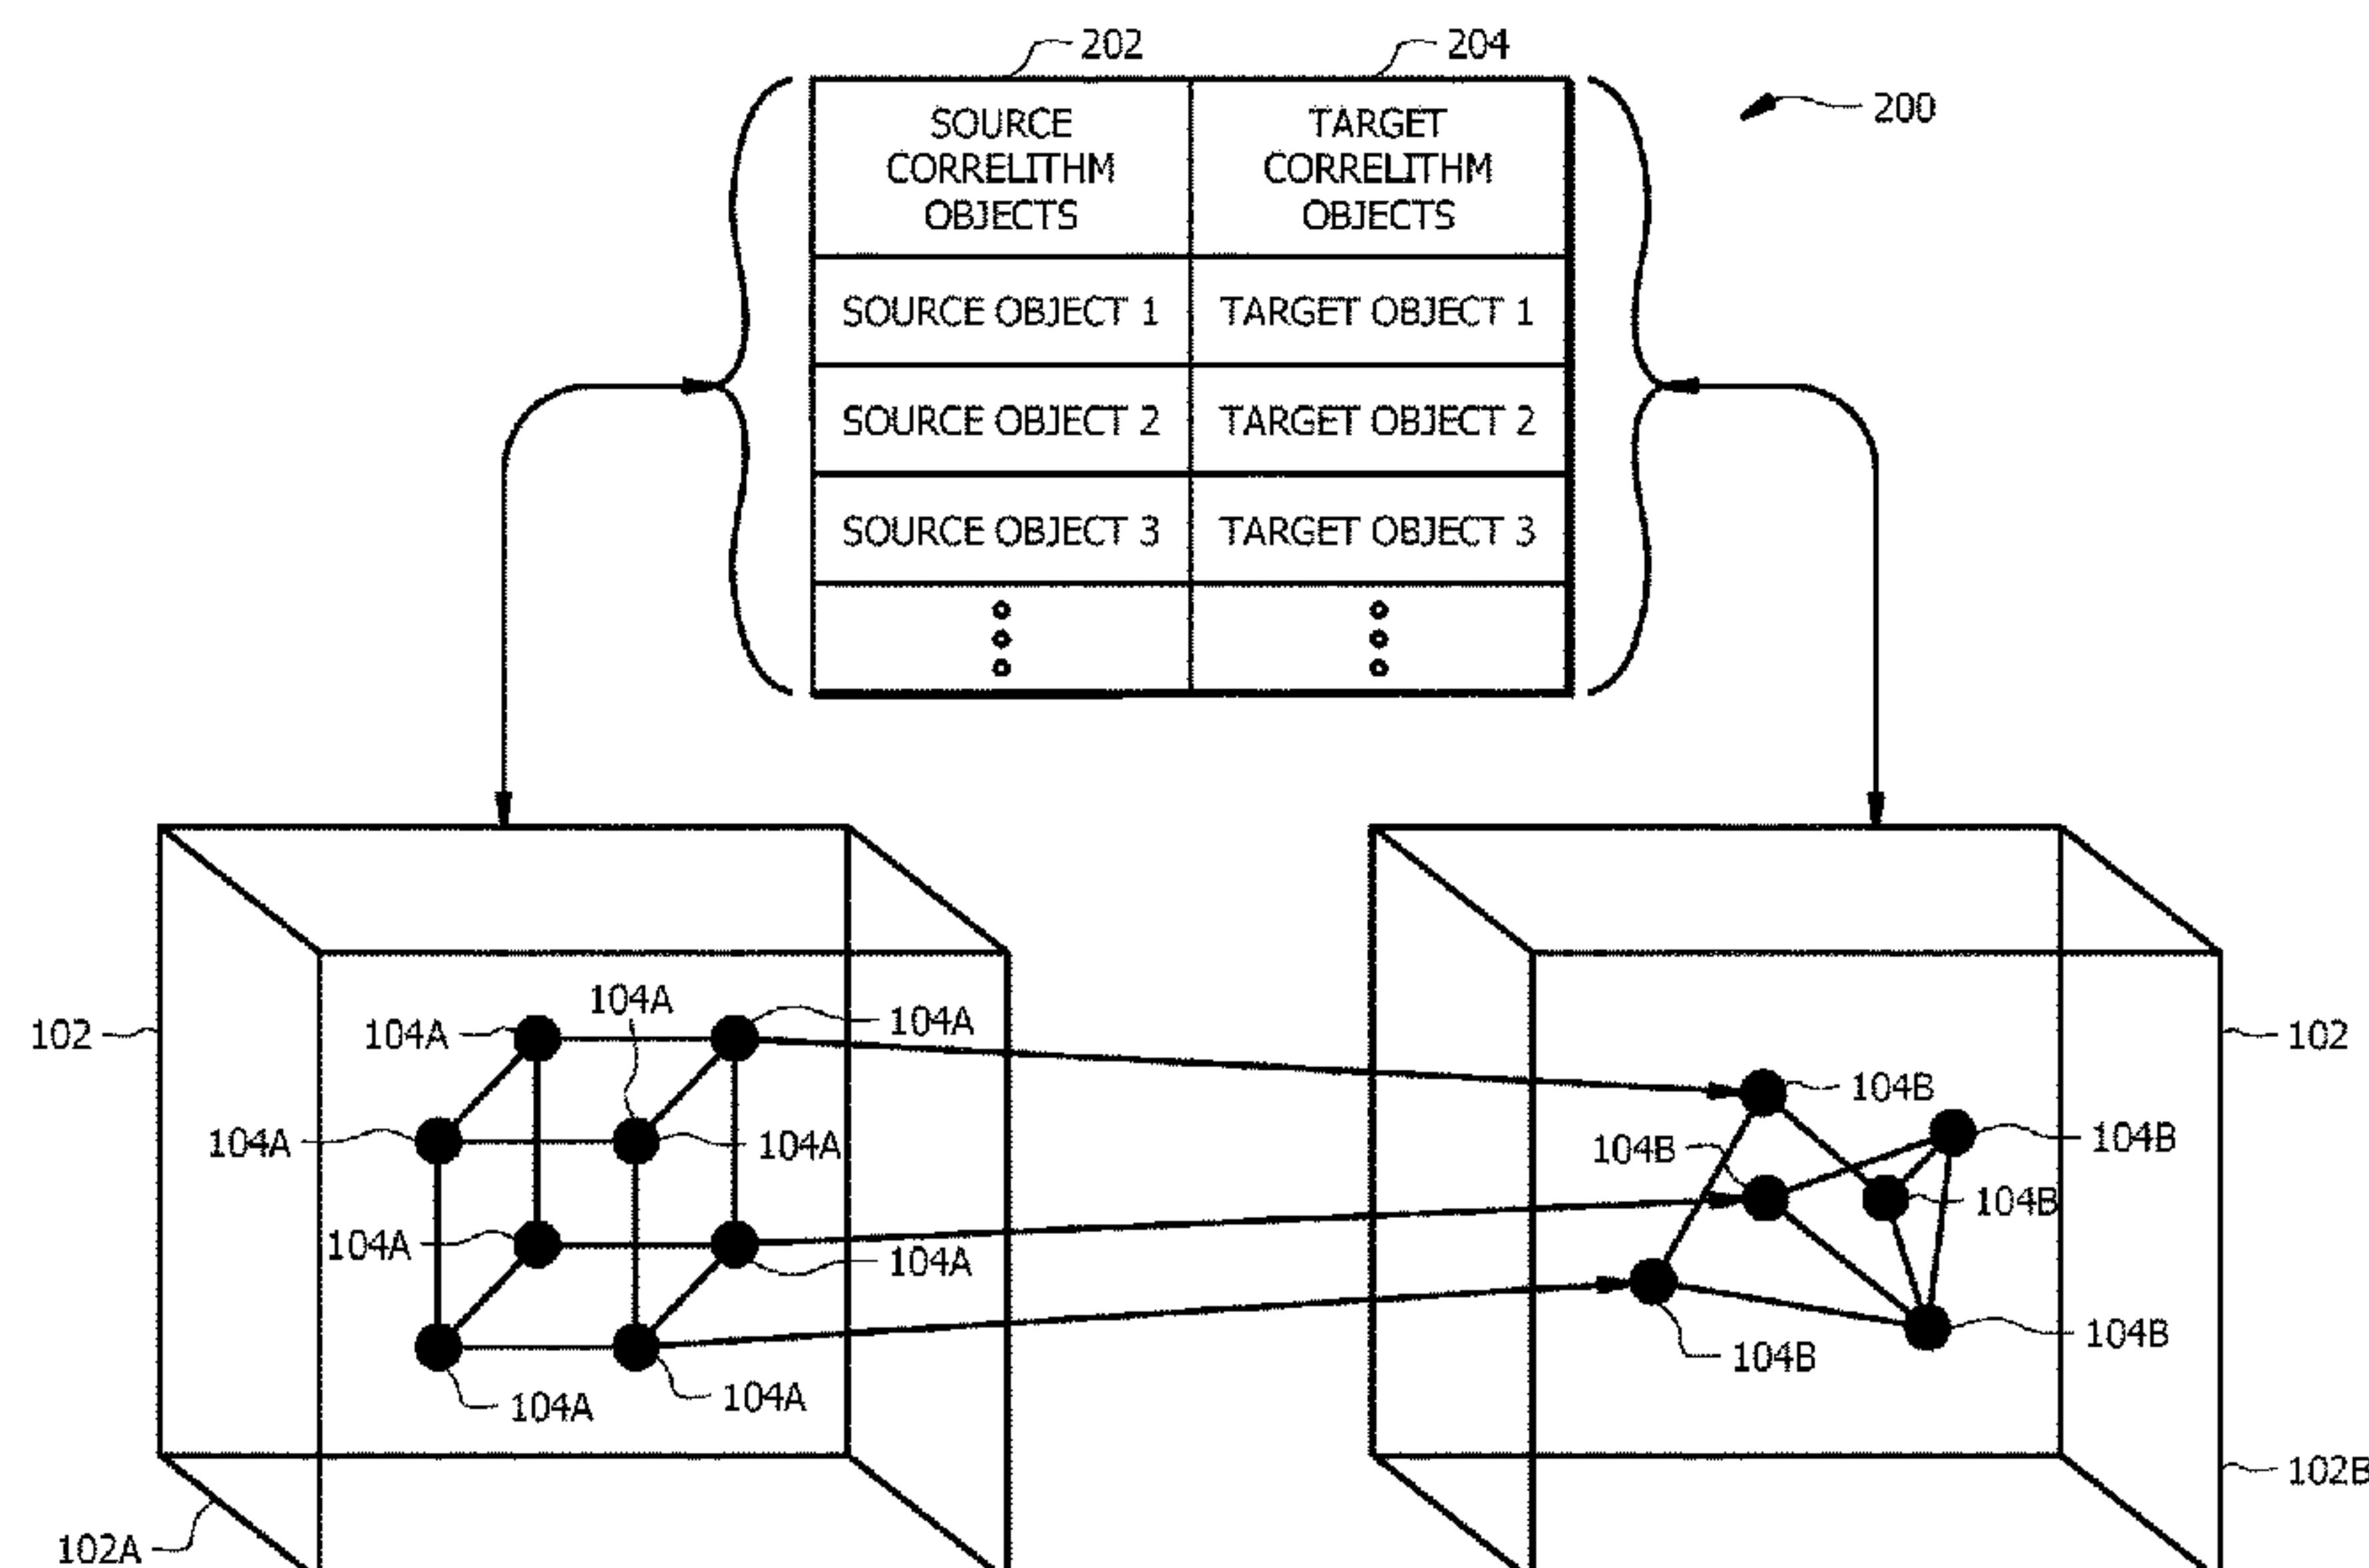 202
204
200
SOURCE
CORRELITHM
OBJECTS
TARGET
CORRELITHM
OBJECTS
SOURCE OBJECT 1
TARGET OBJECT 1
SOURCE OBJECT 2
TARGET OBJECT 2
SOURCE OBJECT 3
TARGET OBJECT 3
102
104A
104A
104A
104A
104A
104A
104A
104A
104A
102
104B
104B
104B
104B
104B
104B
102A
102B